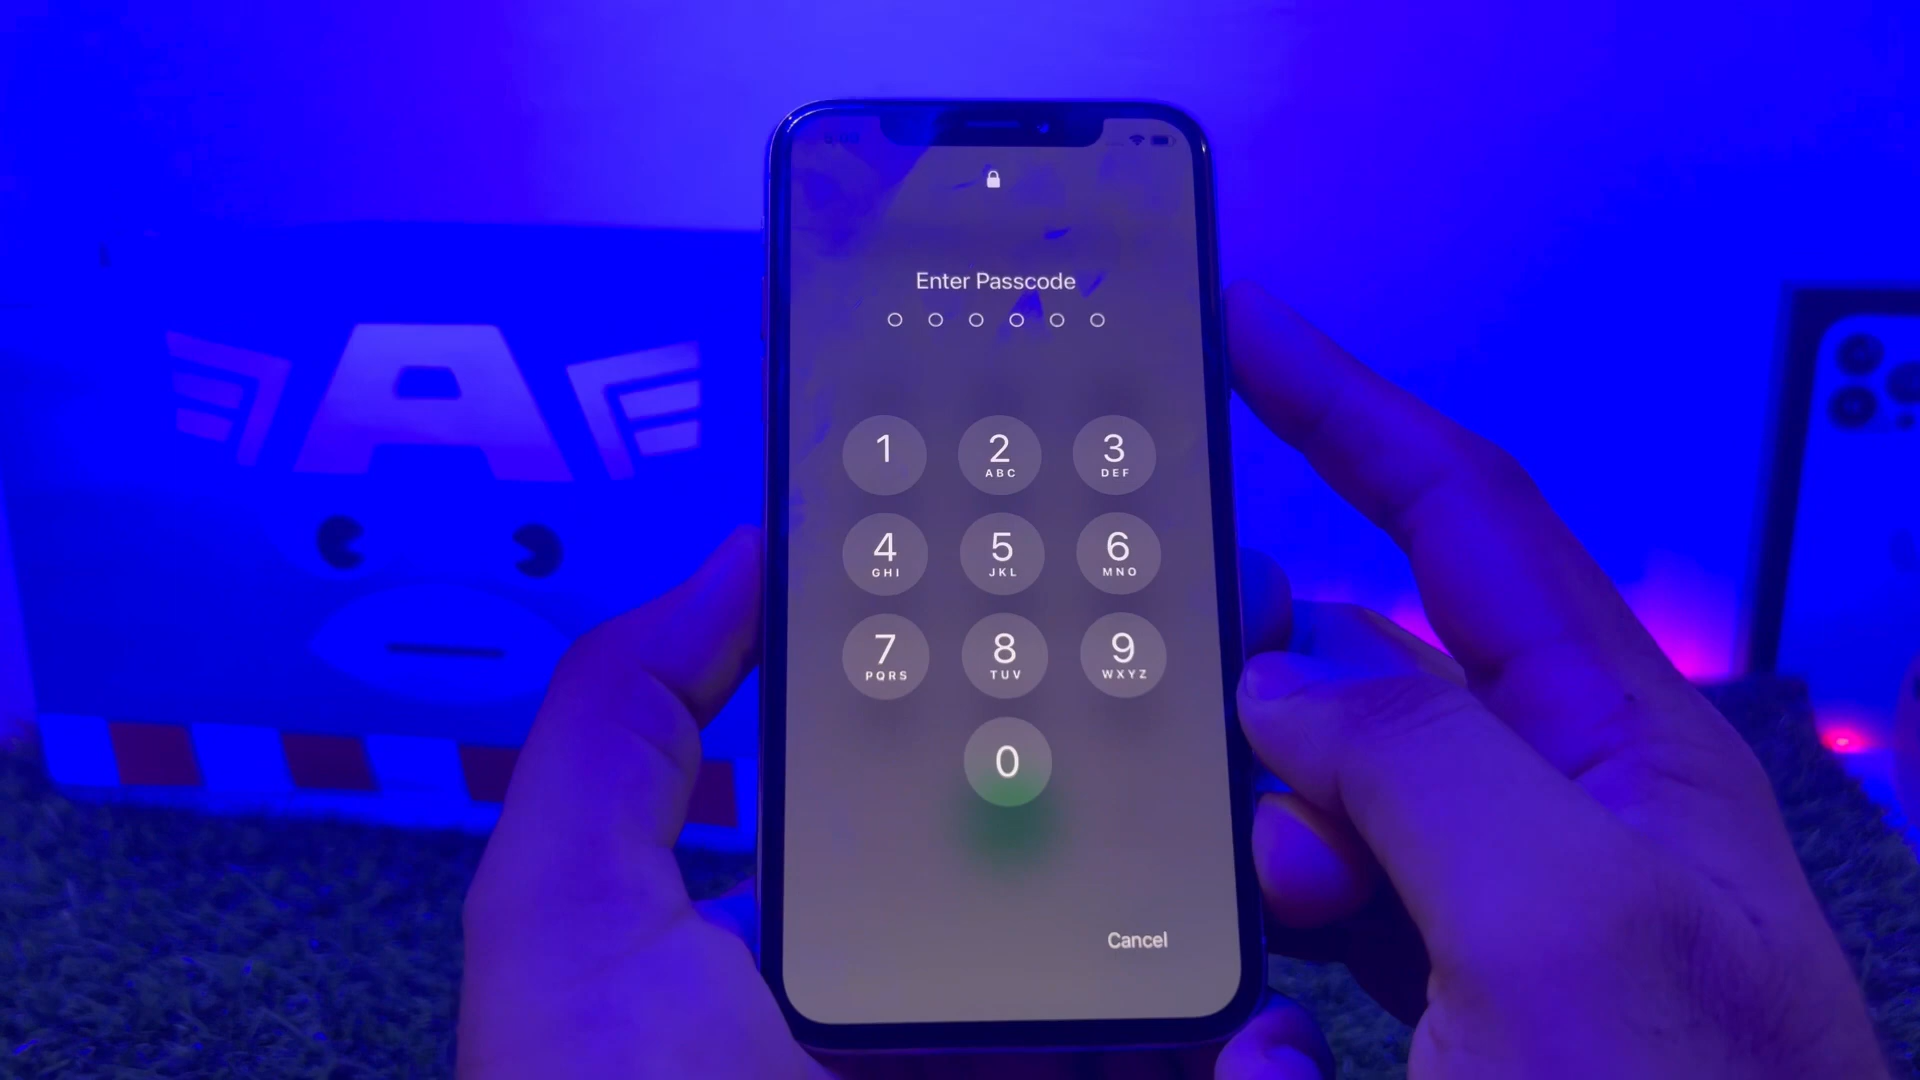 A
Enter Passcode
1 2 3
ABC DEF
4 5 6
GHI JKL MNO
7 8 9
PQRS TUV WXYZ
0
Cancel